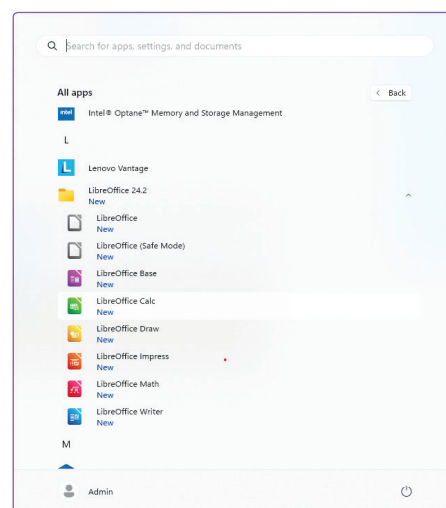 Search for apps, settings, and documents
All apps
Back
intel
Intel® Optane™ Memory and Storage Management
L
L
Lenovo Vantage
LibreOffice 24.2
New
LibreOffice
New
LibreOffice (Safe Mode)
New
LibreOffice Base
New
LibreOffice Calc
New
LibreOffice Draw
New
LibreOffice Impress
New
LibreOffice Math
New
LibreOffice Writer
New
M
Admin